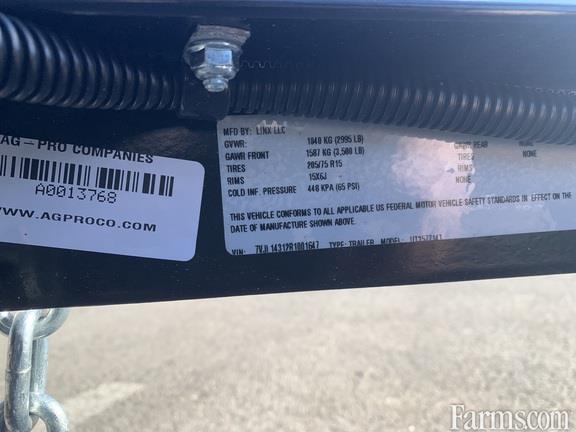 AG-PRO COMPANIES
A0013768
WWW.AGPROCO.COM
MFD BY: LINX LLC
GVWR: 1840 KG (2995 LB) GAWR REAR NONE
GAWR FRONT 1587 KG (3,500 LB) TIRES NONE
TIRES 205/75 R15 RIMS
RIMS 15X6J
COLD INF. PRESSURE 448 KPA (65 PSI)
THIS VEHICLE CONFORMS TO ALL APPLICABLE US FEDERAL MOTOR VEHICLE SAFETY STANDARDS IN EFFECT ON THE
DATE OF MANUFACTURE SHOWN ABOVE.
VIN: TYPE: TRAILER MODEL:
Farms.com